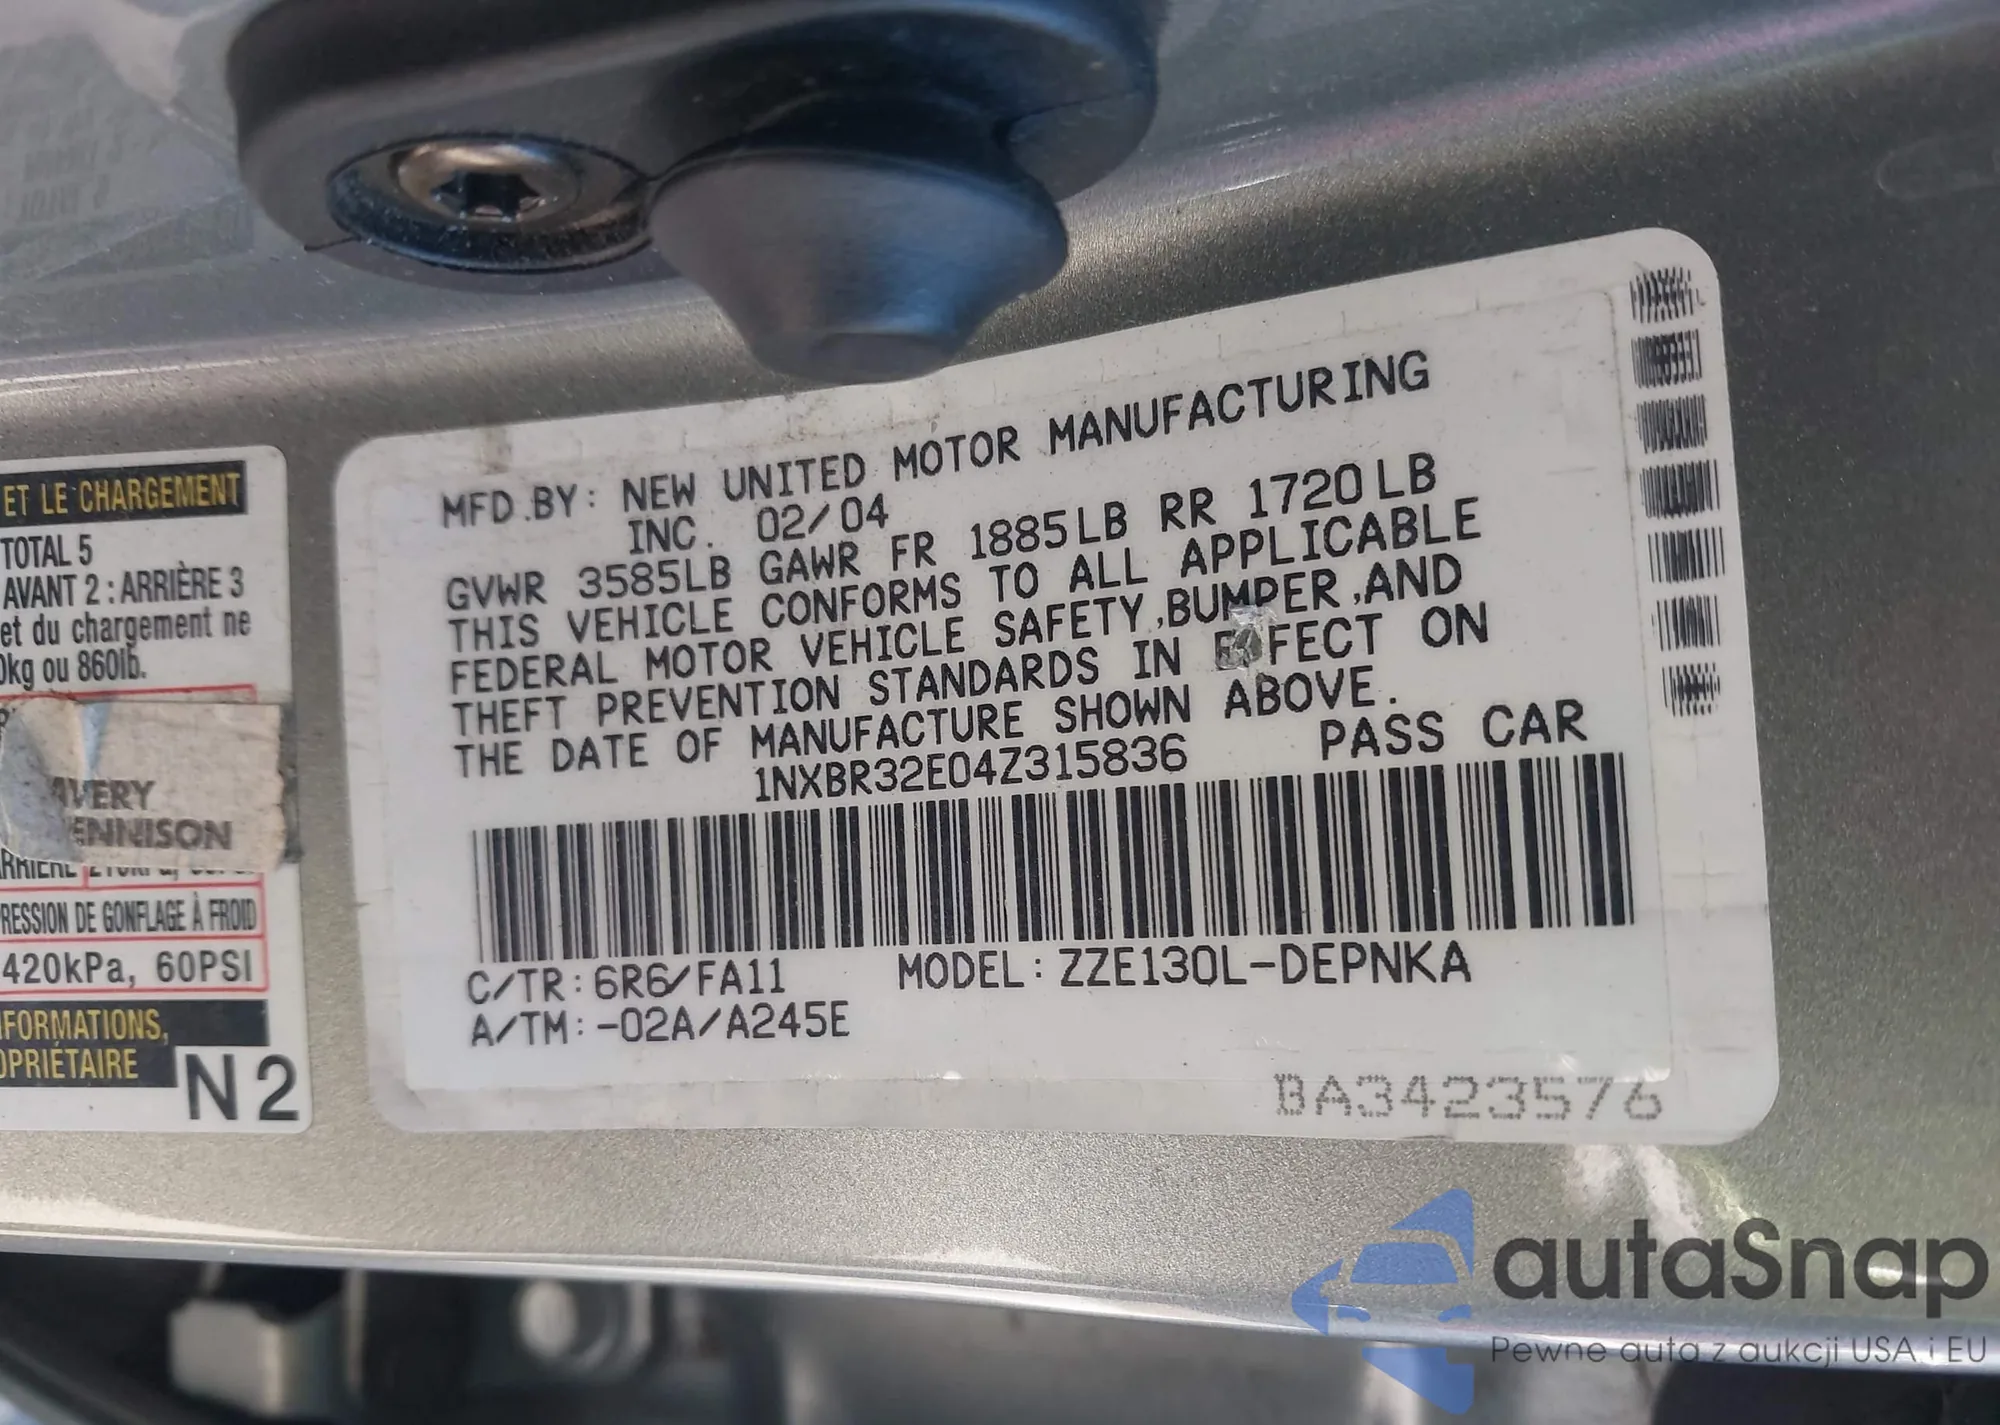 ET LE CHARGEMENT
TOTAL 5
AVANT 2 : ARRIÈRE 3
et du chargement ne
0kg ou 860lb.
AVERY
ENNISON
RESSION DE GONFLAGE À FROID
420kPa, 60PSI
FORMATIONS,
OPRIÉTAIRE
N2
MFD.BY: NEW UNITED MOTOR MANUFACTURING
INC. 02/04
GVWR 3585LB GAWR FR 1885LB RR 1720LB
THIS VEHICLE CONFORMS TO ALL APPLICABLE
FEDERAL MOTOR VEHICLE SAFETY,BUMPER,AND
THEFT PREVENTION STANDARDS IN EFFECT ON
THE DATE OF MANUFACTURE SHOWN ABOVE.
1NXBR32E04Z315836 PASS CAR
C/TR: 6R6/FA11 MODEL: ZZE130L-DEPNKA
A/TM: -02A/A245E
BA3423576
autaSnap
Pewne auta z aukcji USA i EU